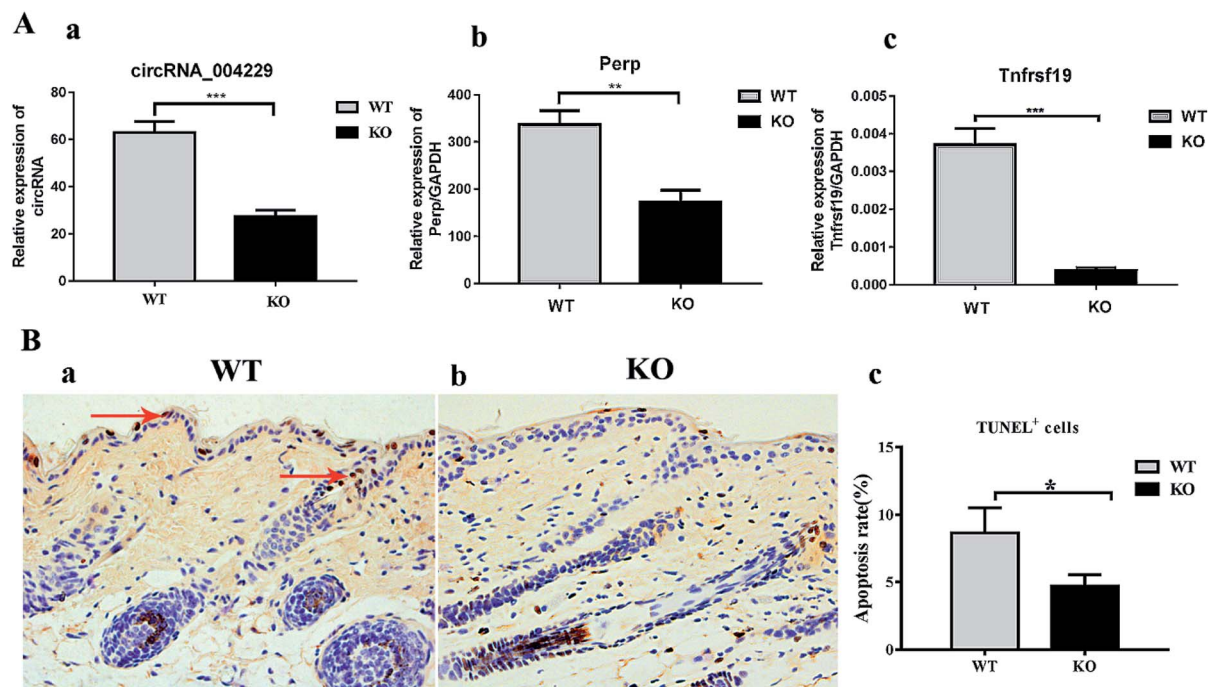 A
a
circRNA_004229
Relative expression of
circRNA
80
60
40
20
0
***
WT
KO
WT
KO
b
Perp
Relative expression of
Perp/GAPDH
400
300
200
100
0
**
WT
KO
WT
KO
c
Tnfrsf19
Relative expression of
Tnfrsf19/GAPDH
0.005
0.004
0.003
0.002
0.001
0.000
***
WT
KO
WT
KO
B
a
WT
b
KO
c
TUNEL+ cells
Apoptosis rate(%)
15
10
5
0
*
WT
KO
WT
KO